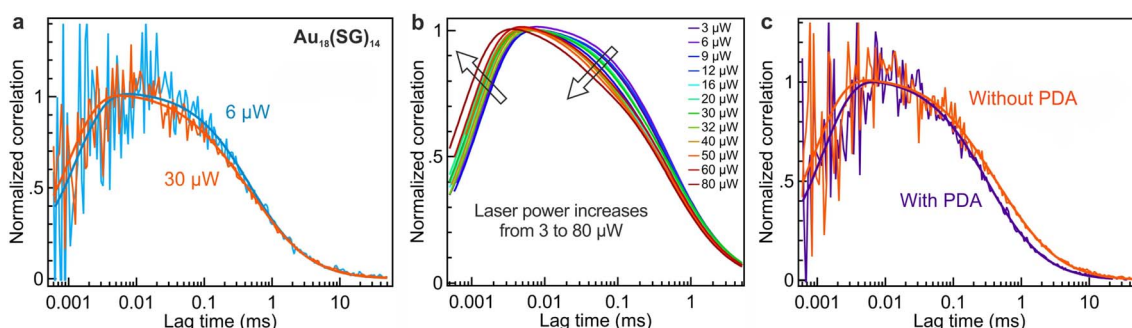 a
Au18(SG)14
Normalized correlation
1
.5
0
6 μW
30 μW
0.001
0.01
0.1
1
10
Lag time (ms)
b
Normalized correlation
1
.5
0
3 μW
6 μW
9 μW
12 μW
16 μW
20 μW
30 μW
32 μW
40 μW
50 μW
60 μW
80 μW
Laser power increases
from 3 to 80 μW
0.001
0.01
0.1
1
Lag time (ms)
c
Normalized correlation
1
.5
0
Without PDA
With PDA
0.001
0.01
0.1
1
10
Lag time (ms)